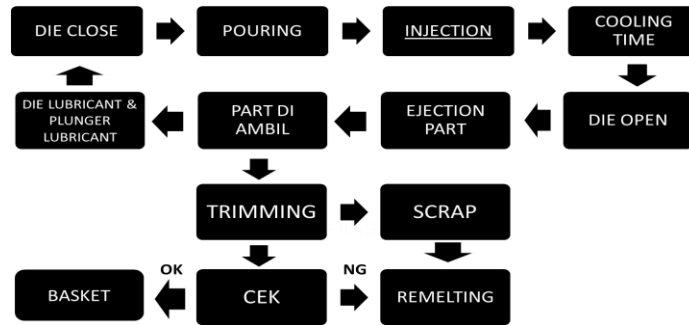 DIE CLOSE
POURING
INJECTION
COOLING
TIME
DIE LUBRICANT &
PLUNGER
LUBRICANT
PART DI
AMBIL
EJECTION
PART
DIE OPEN
TRIMMING
SCRAP
OK
NG
BASKET
CEK
REMELTING